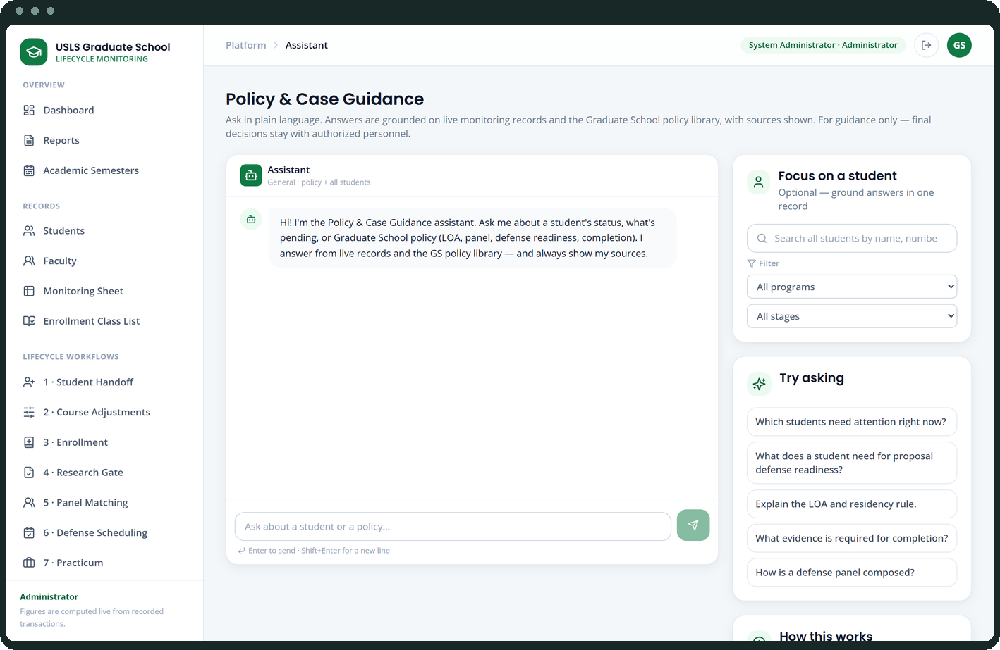 USLS Graduate School
LIFECYCLE MONITORING
OVERVIEW
Dashboard
Reports
Academic Semesters
RECORDS
Students
Faculty
Monitoring Sheet
Enrollment Class List
LIFECYCLE WORKFLOWS
1 · Student Handoff
2 · Course Adjustments
3 · Enrollment
4 · Research Gate
5 · Panel Matching
6 · Defense Scheduling
7 · Practicum
Administrator
Figures are computed live from recorded
transactions.
Platform
Assistant
System Administrator · Administrator
GS
Policy & Case Guidance
Ask in plain language. Answers are grounded on live monitoring records and the Graduate School policy library, with sources shown. For guidance only — final
decisions stay with authorized personnel.
Assistant
General · policy + all students
Hi! I'm the Policy & Case Guidance assistant. Ask me about a student's status, what's
pending, or Graduate School policy (LOA, panel, defense readiness, completion). I
answer from live records and the GS policy library — and always show my sources.
Ask about a student or a policy...
Enter to send · Shift+Enter for a new line
Focus on a student
Optional — ground answers in one
record
Search all students by name, numbe
Filter
All programs
All stages
Try asking
Which students need attention right now?
What does a student need for proposal
defense readiness?
Explain the LOA and residency rule.
What evidence is required for completion?
How is a defense panel composed?
How this works